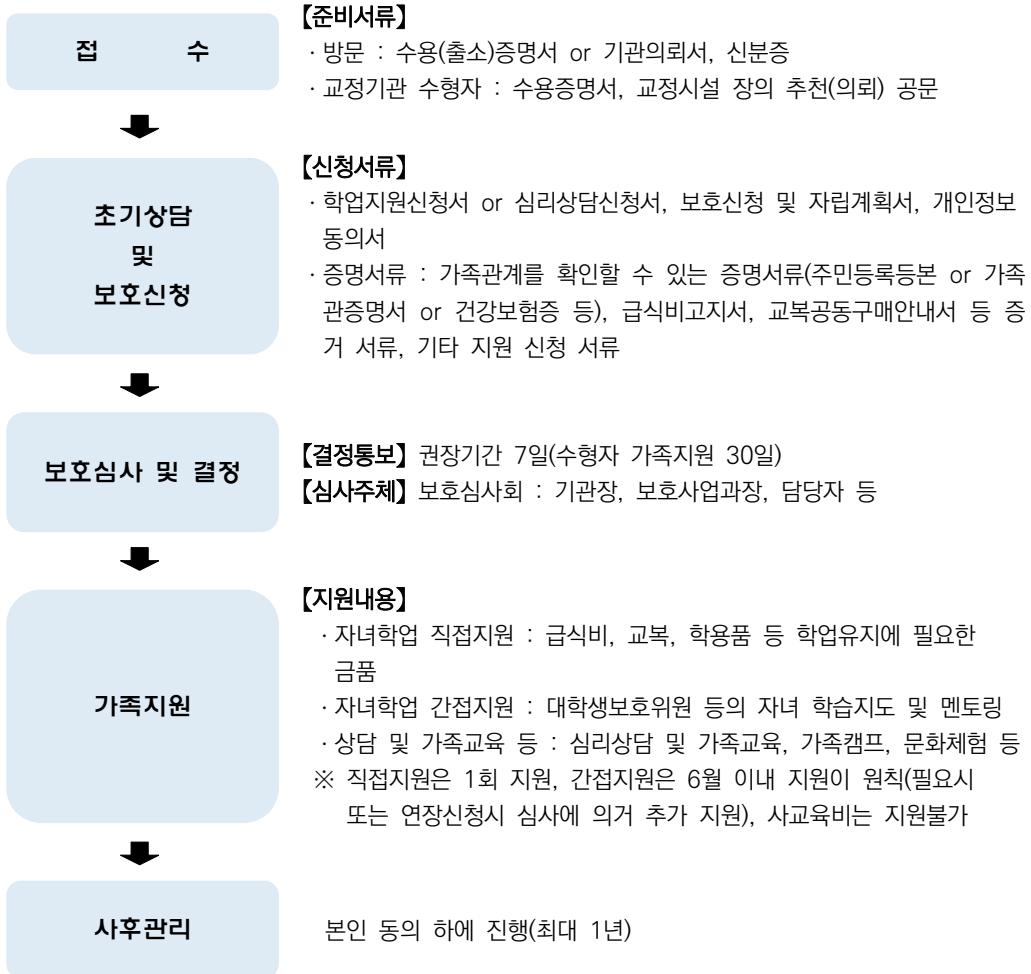 접 수
【준비서류】
· 방문 : 수용(출소)증명서 or 기관의뢰서, 신분증
· 교정기관 수형자 : 수용증명서, 교정시설 장의 추천(의뢰) 공문
초기상담
및
보호신청
【신청서류】
· 학업지원신청서 or 심리상담신청서, 보호신청 및 자립계획서, 개인정보
동의서
· 증명서류 : 가족관계를 확인할 수 있는 증명서류(주민등록등본 or 가족
관증명서 or 건강보험증 등), 급식비고지서, 교복공동구매안내서 등 증
거 서류, 기타 지원 신청 서류
보호심사 및 결정
【결정통보】 권장기간 7일(수형자 가족지원 30일)
【심사주체】 보호심사회 : 기관장, 보호사업과장, 담당자 등
가족지원
【지원내용】
· 자녀학업 직접지원 : 급식비, 교복, 학용품 등 학업유지에 필요한
금품
· 자녀학업 간접지원 : 대학생보호위원 등의 자녀 학습지도 및 멘토링
· 상담 및 가족교육 등 : 심리상담 및 가족교육, 가족캠프, 문화체험 등
※ 직접지원은 1회 지원, 간접지원은 6월 이내 지원이 원칙(필요시
또는 연장신청시 심사에 의거 추가 지원), 사교육비는 지원불가
사후관리
본인 동의 하에 진행(최대 1년)